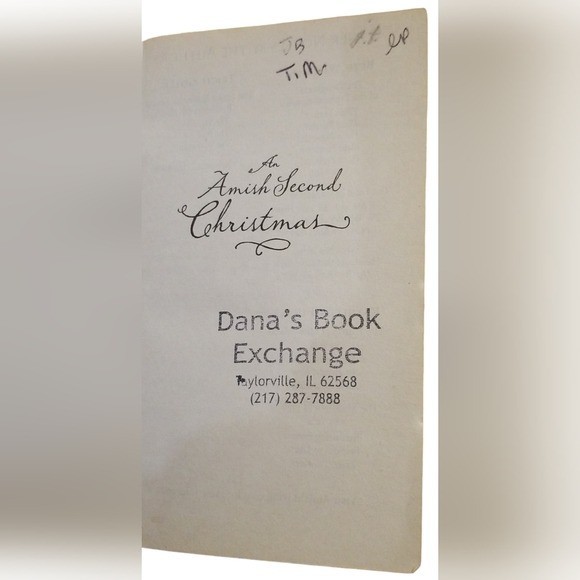 JB
T.M.
An
Amish Second
Christmas
Dana's Book
Exchange
Taylorville, IL 62568
(217) 287-7888